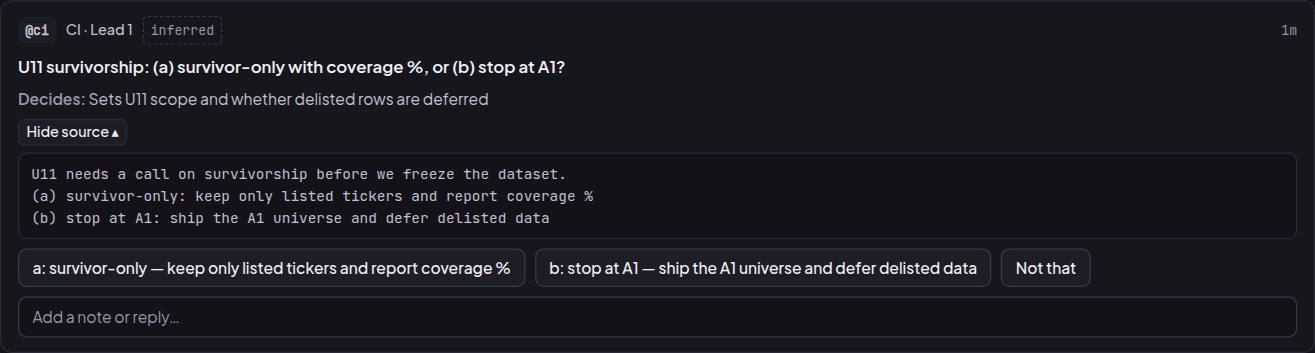 @ci CI · Lead 1 inferred 1m
U11 survivorship: (a) survivor-only with coverage %, or (b) stop at A1?
Decides: Sets U11 scope and whether delisted rows are deferred
Hide source ▴
U11 needs a call on survivorship before we freeze the dataset.
(a) survivor-only: keep only listed tickers and report coverage %
(b) stop at A1: ship the A1 universe and defer delisted data
a: survivor-only — keep only listed tickers and report coverage % b: stop at A1 — ship the A1 universe and defer delisted data Not that
Add a note or reply...